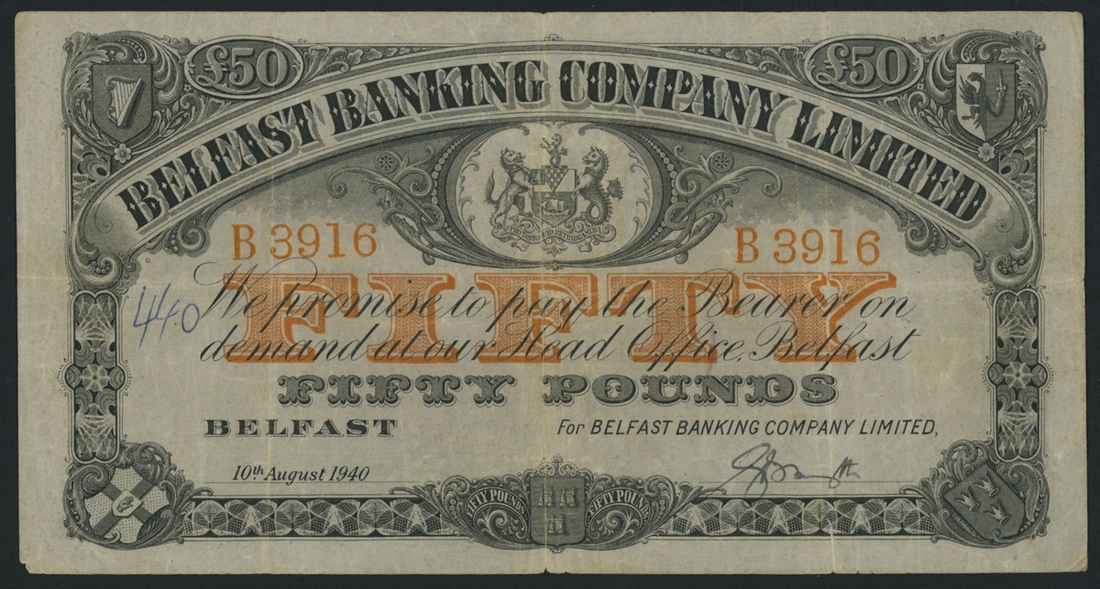 £50 £50
BELFAST BANKING COMPANY LIMITED
B 3916 B 3916
FIFTY
We promise to pay the Bearer on
440
demand at our Head Office, Belfast
FIFTY POUNDS
BELFAST For BELFAST BANKING COMPANY LIMITED,
10th August 1940
FIFTY POUNDS FIFTY POUNDS